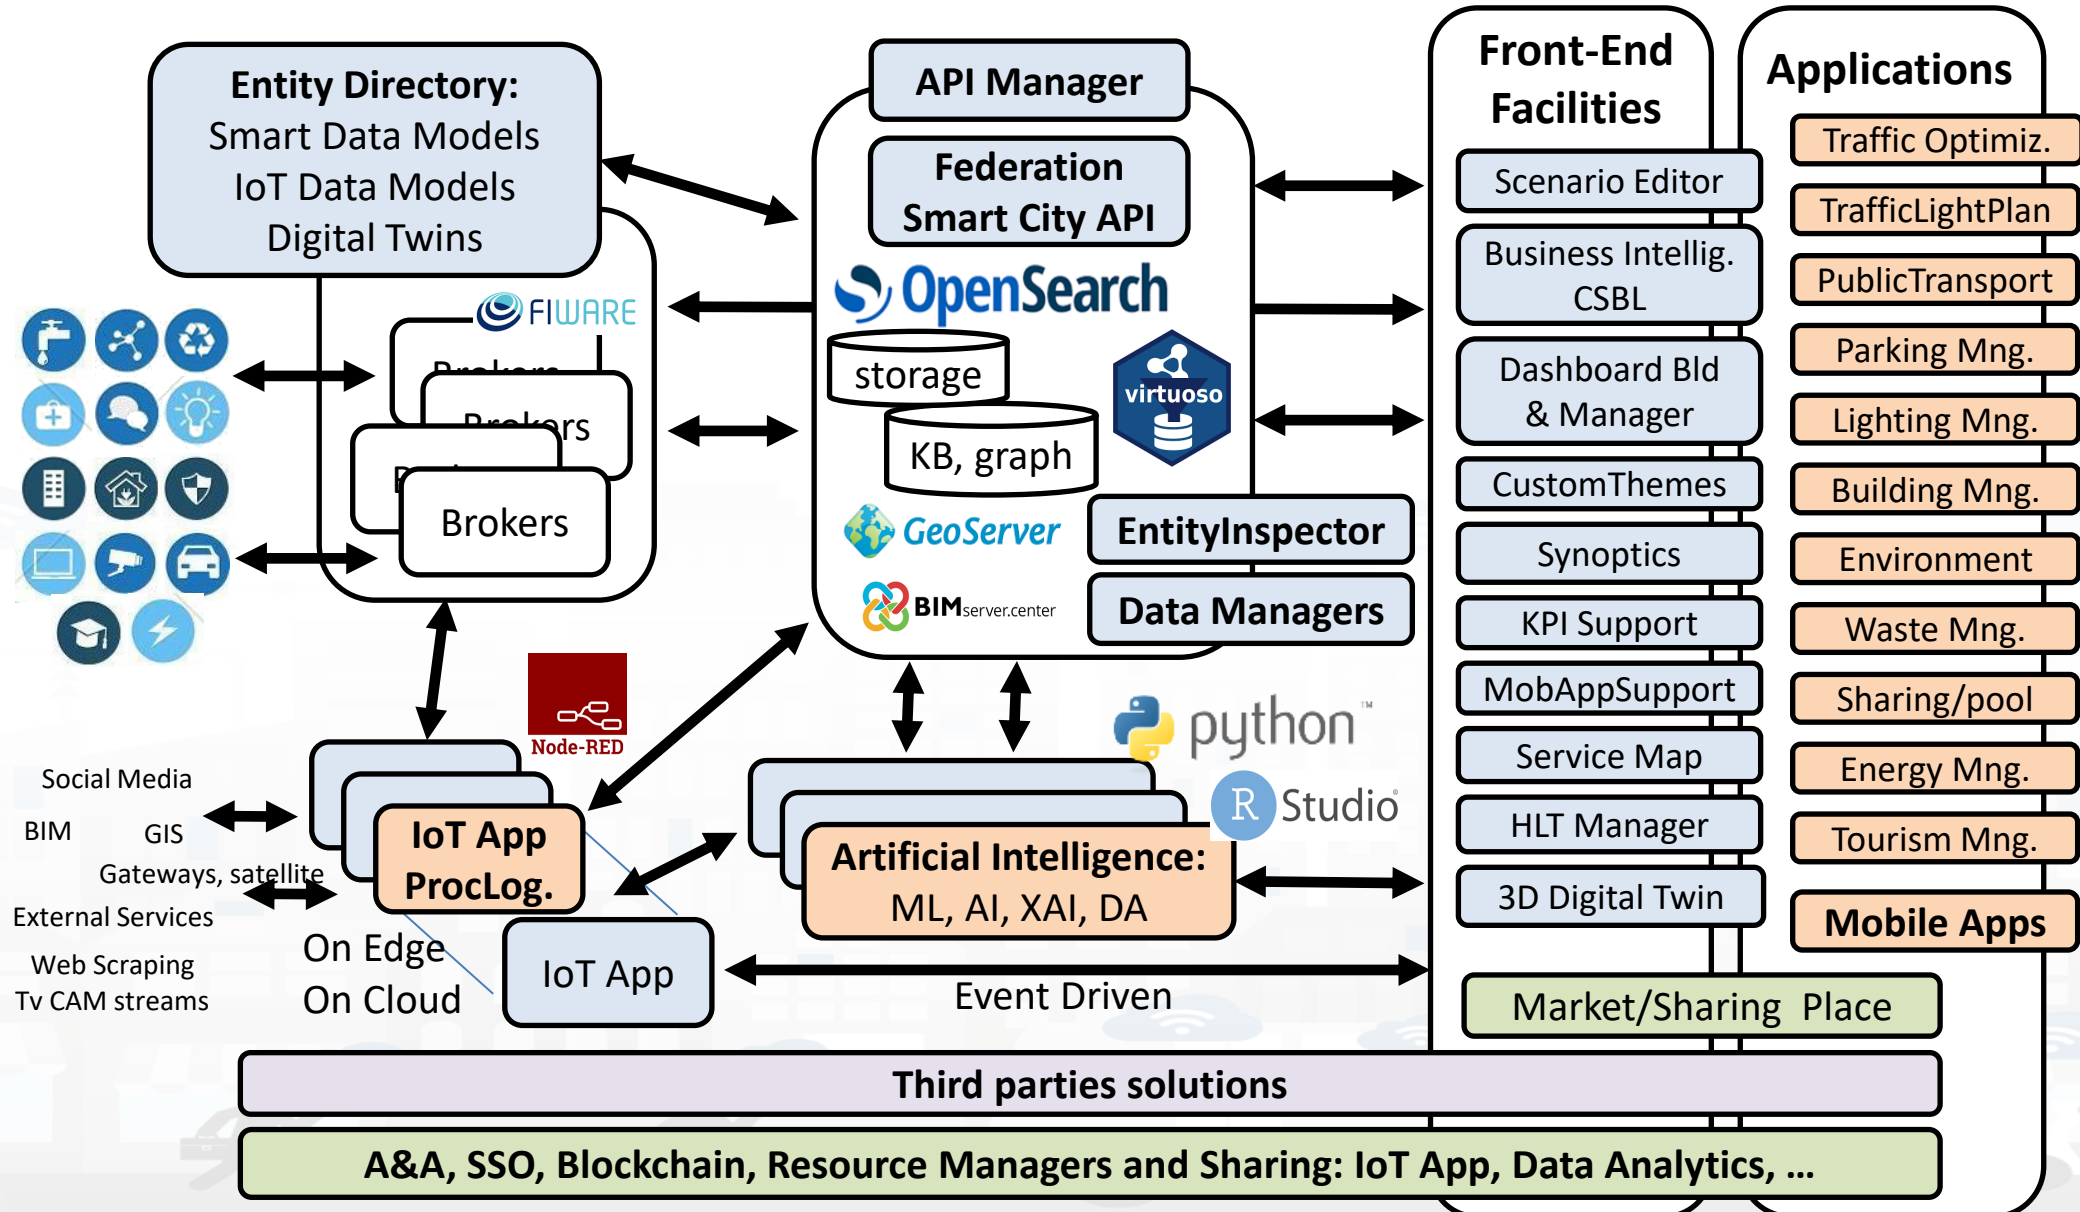 Entity Directory:
Smart Data Models
IoT Data Models
Digital Twins
FIWARE
Brokers
Brokers
Brokers
API Manager
Federation
Smart City API
OpenSearch
storage
KB, graph
virtuoso
GeoServer
EntityInspector
BIMserver.center
Data Managers
Node-RED
Social Media
BIM
GIS
Gateways, satellite
External Services
Web Scraping
Tv CAM streams
IoT App
ProcLog.
On Edge
On Cloud
IoT App
python™
R Studio®
Artificial Intelligence:
ML, AI, XAI, DA
Event Driven
Front-End
Facilities
Scenario Editor
Business Intellig.
CSBL
Dashboard Bld
& Manager
CustomThemes
Synoptics
KPI Support
MobAppSupport
Service Map
HLT Manager
3D Digital Twin
Applications
Traffic Optimiz.
TrafficLightPlan
PublicTransport
Parking Mng.
Lighting Mng.
Building Mng.
Environment
Waste Mng.
Sharing/pool
Energy Mng.
Tourism Mng.
Mobile Apps
Market/Sharing Place
Third parties solutions
A&A, SSO, Blockchain, Resource Managers and Sharing: IoT App, Data Analytics, ...